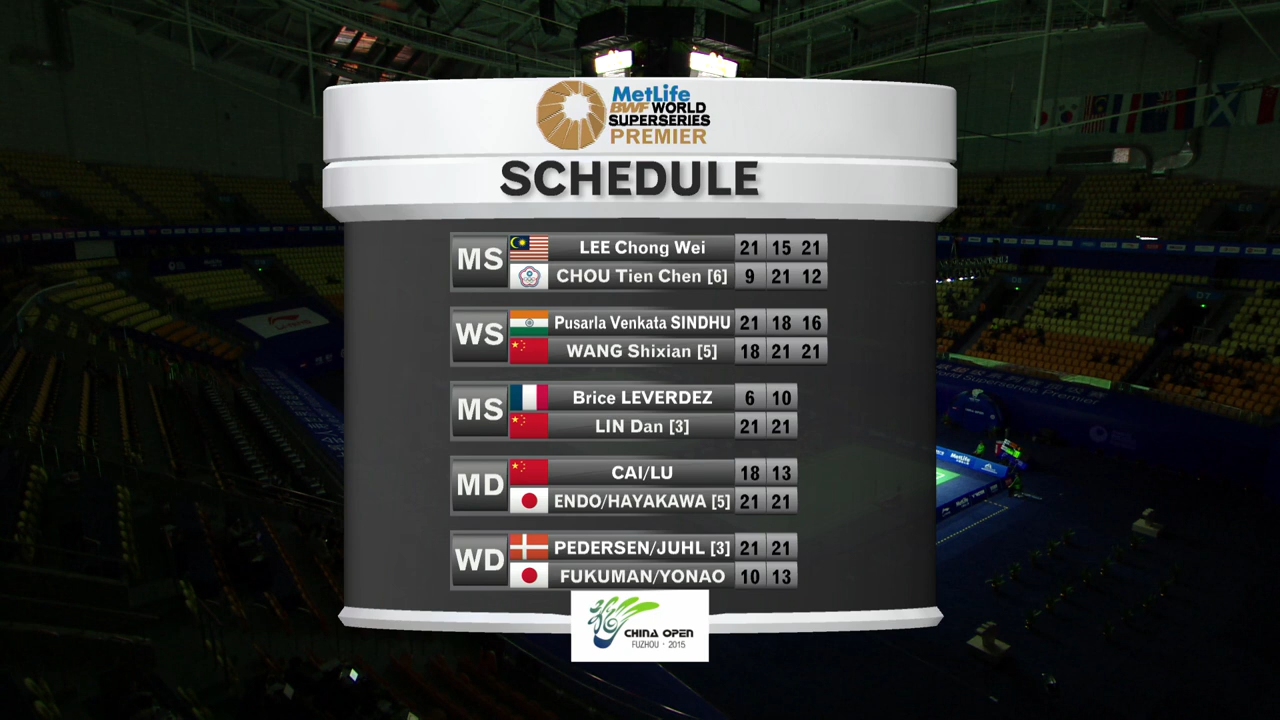 MetLife
BWF WORLD
SUPERSERIES
PREMIER
SCHEDULE
MS LEE Chong Wei 21 15 21
CHOU Tien Chen [6] 9 21 12
WS Pusarla Venkata SINDHU 21 18 16
WANG Shixian [5] 18 21 21
MS Brice LEVERDEZ 6 10
LIN Dan [3] 21 21
MD CAI/LU 18 13
ENDO/HAYAKAWA [5] 21 21
WD PEDERSEN/JUHL [3] 21 21
FUKUMAN/YONAO 10 13
CHINA OPEN
FUZHOU · 2015
MetLife